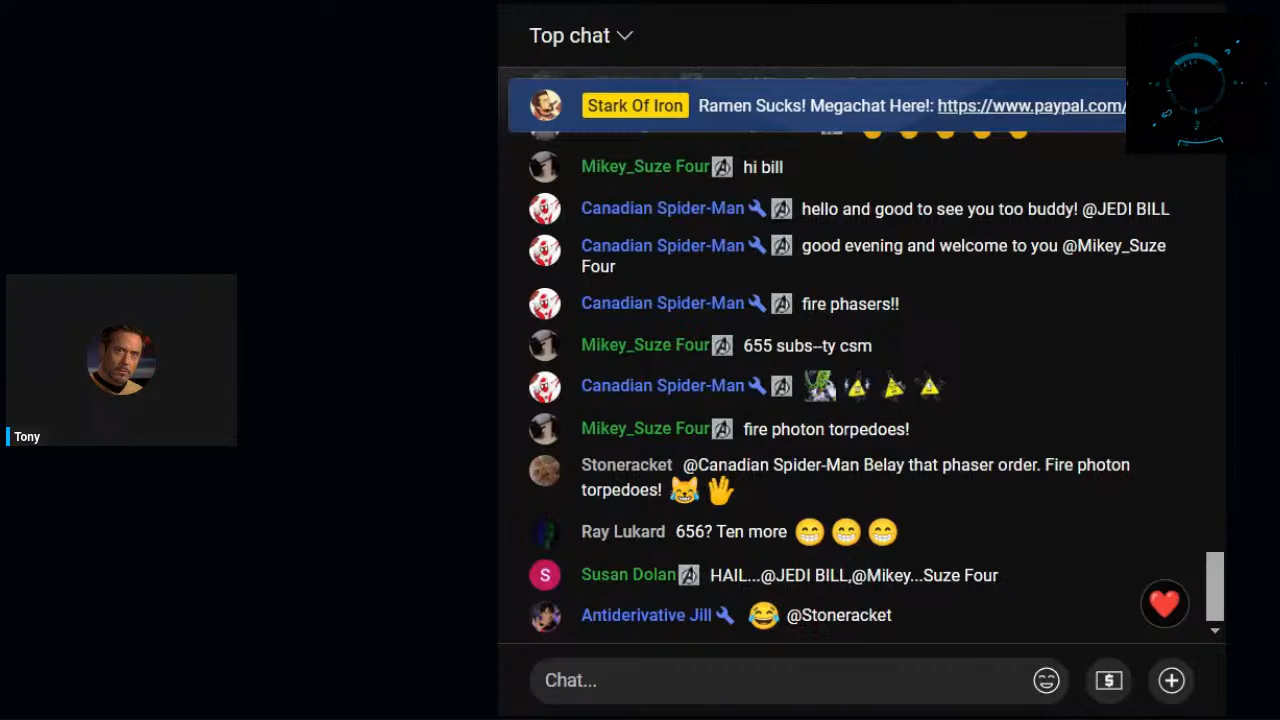 Top chat
Stark Of Iron Ramen Sucks! Megachat Here!: https://www.paypal.com/
Mikey_Suze Four hi bill
Canadian Spider-Man hello and good to see you too buddy! @JEDI BILL
Canadian Spider-Man good evening and welcome to you @Mikey_Suze
Four
Canadian Spider-Man fire phasers!!
Mikey_Suze Four 655 subs--ty csm
Canadian Spider-Man
Mikey_Suze Four fire photon torpedoes!
Stoneracket @Canadian Spider-Man Belay that phaser order. Fire photon
torpedoes! 😹 🖖
Ray Lukard 656? Ten more 😁 😁 😁
S Susan Dolan HAIL...@JEDI BILL,@Mikey...Suze Four
Antiderivative Jill 😂 @Stoneracket
Chat...
Tony